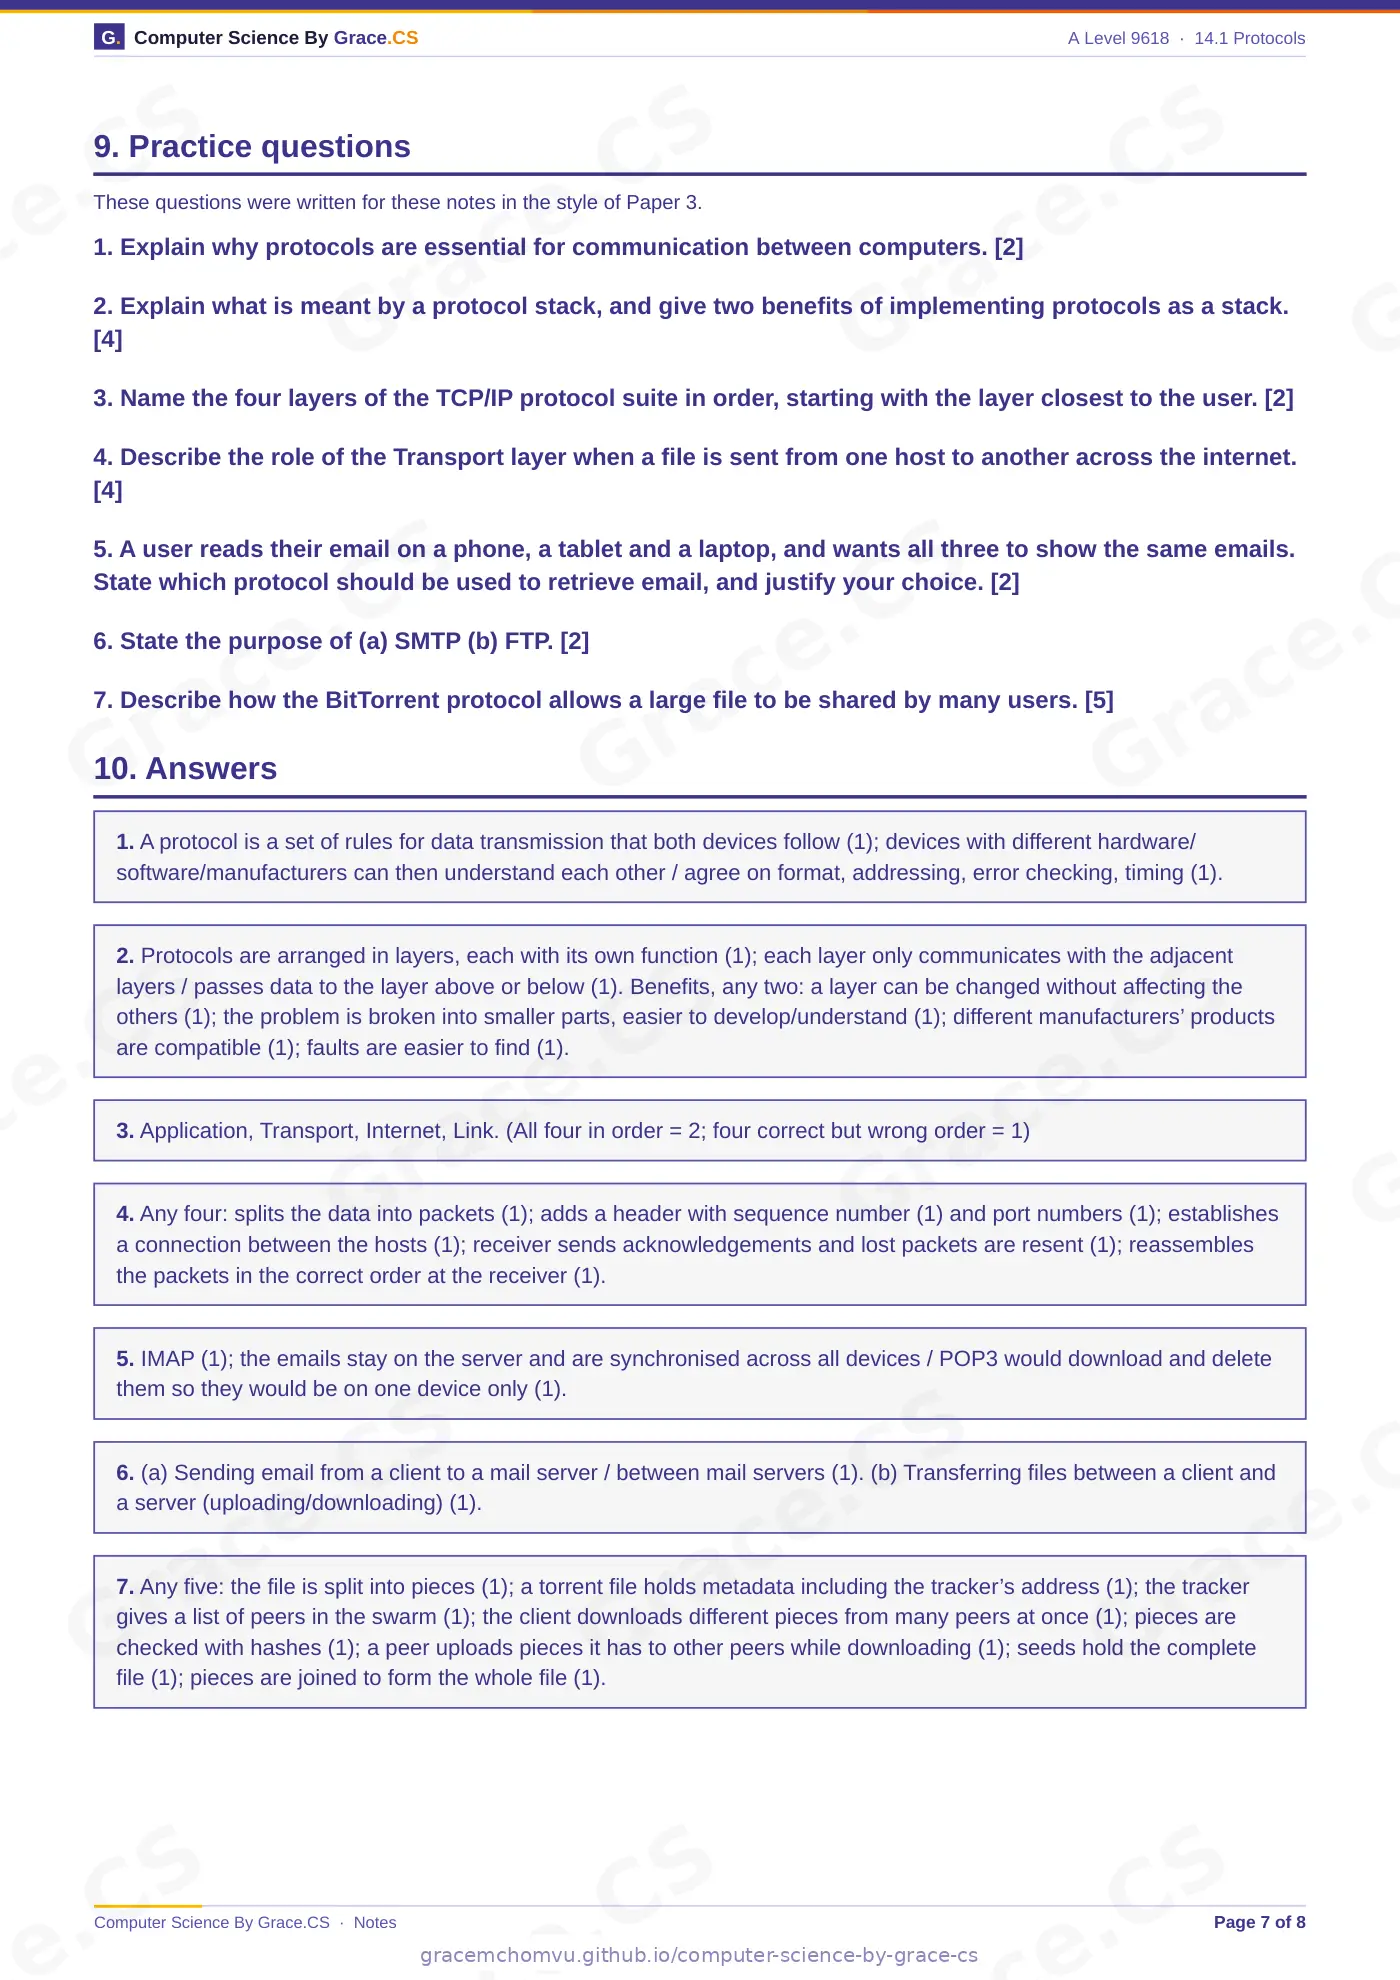 G. Computer Science By Grace.CS
A Level 9618 · 14.1 Protocols
9. Practice questions
These questions were written for these notes in the style of Paper 3.
1. Explain why protocols are essential for communication between computers. [2]
2. Explain what is meant by a protocol stack, and give two benefits of implementing protocols as a stack.
[4]
3. Name the four layers of the TCP/IP protocol suite in order, starting with the layer closest to the user. [2]
4. Describe the role of the Transport layer when a file is sent from one host to another across the internet.
[4]
5. A user reads their email on a phone, a tablet and a laptop, and wants all three to show the same emails.
State which protocol should be used to retrieve email, and justify your choice. [2]
6. State the purpose of (a) SMTP (b) FTP. [2]
7. Describe how the BitTorrent protocol allows a large file to be shared by many users. [5]
10. Answers
1. A protocol is a set of rules for data transmission that both devices follow (1); devices with different hardware/
software/manufacturers can then understand each other / agree on format, addressing, error checking, timing (1).
2. Protocols are arranged in layers, each with its own function (1); each layer only communicates with the adjacent
layers / passes data to the layer above or below (1). Benefits, any two: a layer can be changed without affecting the
others (1); the problem is broken into smaller parts, easier to develop/understand (1); different manufacturers’ products
are compatible (1); faults are easier to find (1).
3. Application, Transport, Internet, Link. (All four in order = 2; four correct but wrong order = 1)
4. Any four: splits the data into packets (1); adds a header with sequence number (1) and port numbers (1); establishes
a connection between the hosts (1); receiver sends acknowledgements and lost packets are resent (1); reassembles
the packets in the correct order at the receiver (1).
5. IMAP (1); the emails stay on the server and are synchronised across all devices / POP3 would download and delete
them so they would be on one device only (1).
6. (a) Sending email from a client to a mail server / between mail servers (1). (b) Transferring files between a client and
a server (uploading/downloading) (1).
7. Any five: the file is split into pieces (1); a torrent file holds metadata including the tracker’s address (1); the tracker
gives a list of peers in the swarm (1); the client downloads different pieces from many peers at once (1); pieces are
checked with hashes (1); a peer uploads pieces it has to other peers while downloading (1); seeds hold the complete
file (1); pieces are joined to form the whole file (1).
Computer Science By Grace.CS · Notes
Page 7 of 8
gracemchomvu.github.io/computer-science-by-grace-cs